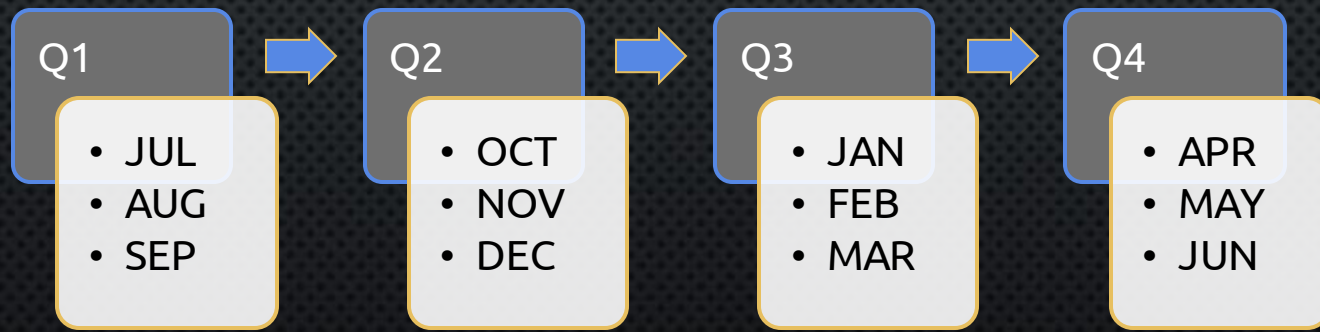 Q1
• JUL
• AUG
• SEP
Q2
• OCT
• NOV
• DEC
Q3
• JAN
• FEB
• MAR
Q4
• APR
• MAY
• JUN